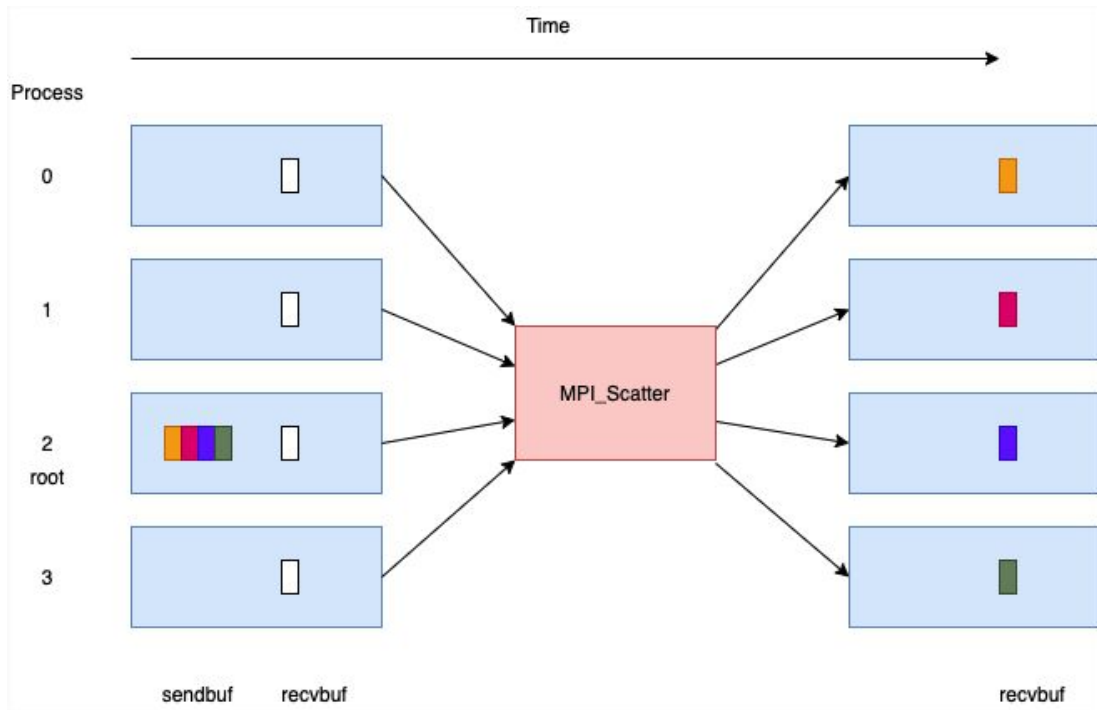 Time
Process
0
1
MPI_Scatter
2
root
3
sendbuf recvbuf recvbuf